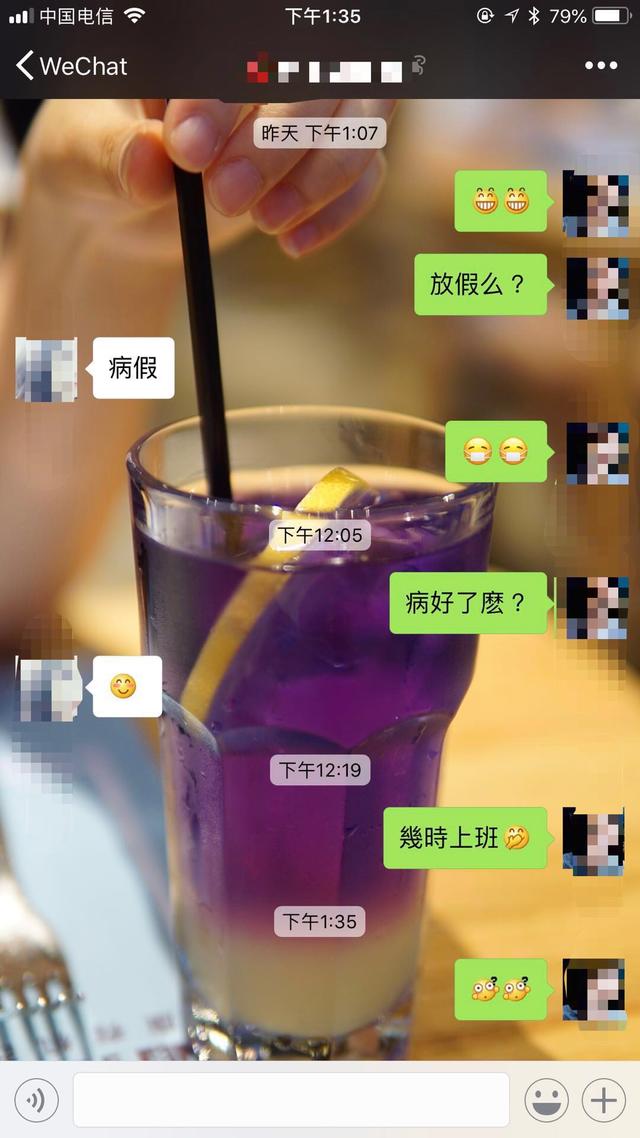 中国电信 下午1:35 79%
WeChat
昨天 下午1:07
放假么？
病假
下午12:05
病好了麽？
下午12:19
幾時上班
下午1:35